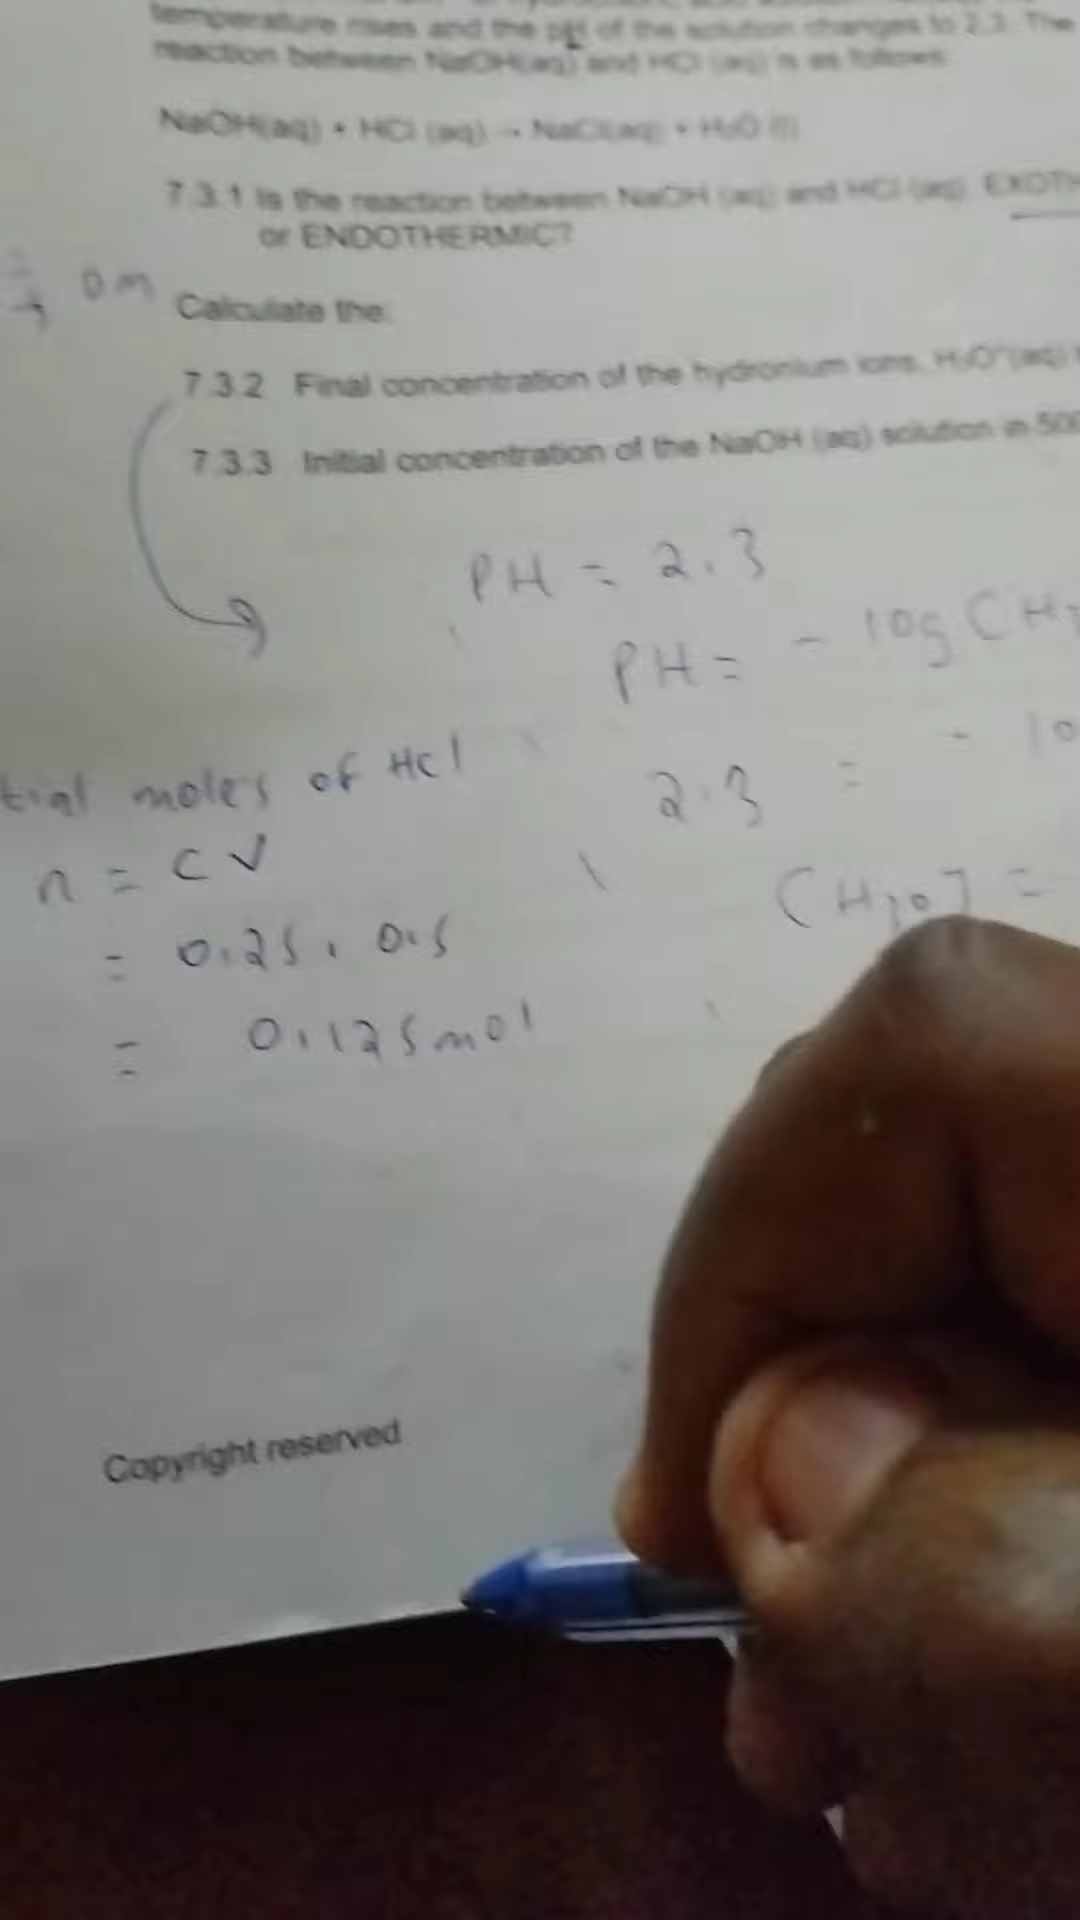 temperature rises and the pH of the solution changes to 2,3. The
reaction between NaOH(aq) and HCl (aq) is as follows:
NaOH(aq) + HCl (aq) → NaCl(aq) + H₂O (l)
7.3.1 Is the reaction between NaOH (aq) and HCl (aq) EXOTH
or ENDOTHERMIC?
Calculate the:
7.3.2 Final concentration of the hydronium ions, H₃O⁺(aq)
7.3.3 Initial concentration of the NaOH (aq) solution in 500
PH = 2.3
PH = - log [H3
tial moles of HCl
2.3 = - lo
n = CV
[H3O] =
= 0.25 . 0.5
= 0.125mol
Copyright reserved